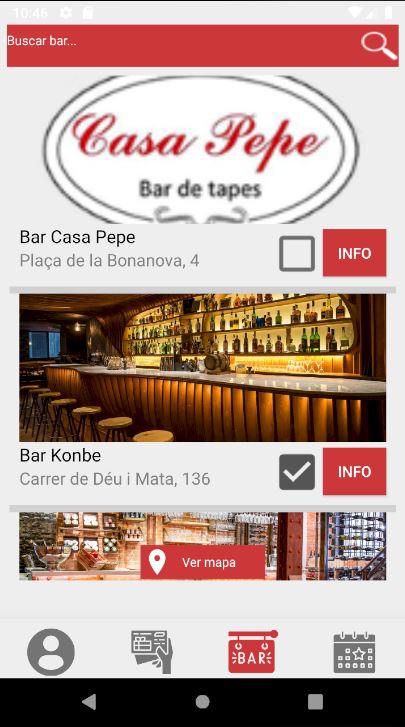 10:46
Buscar bar...
Casa Pepe
Bar de tapes
Bar Casa Pepe
Plaça de la Bonanova, 4
INFO
Bar Konbe
Carrer de Déu i Mata, 136
INFO
Ver mapa
BAR